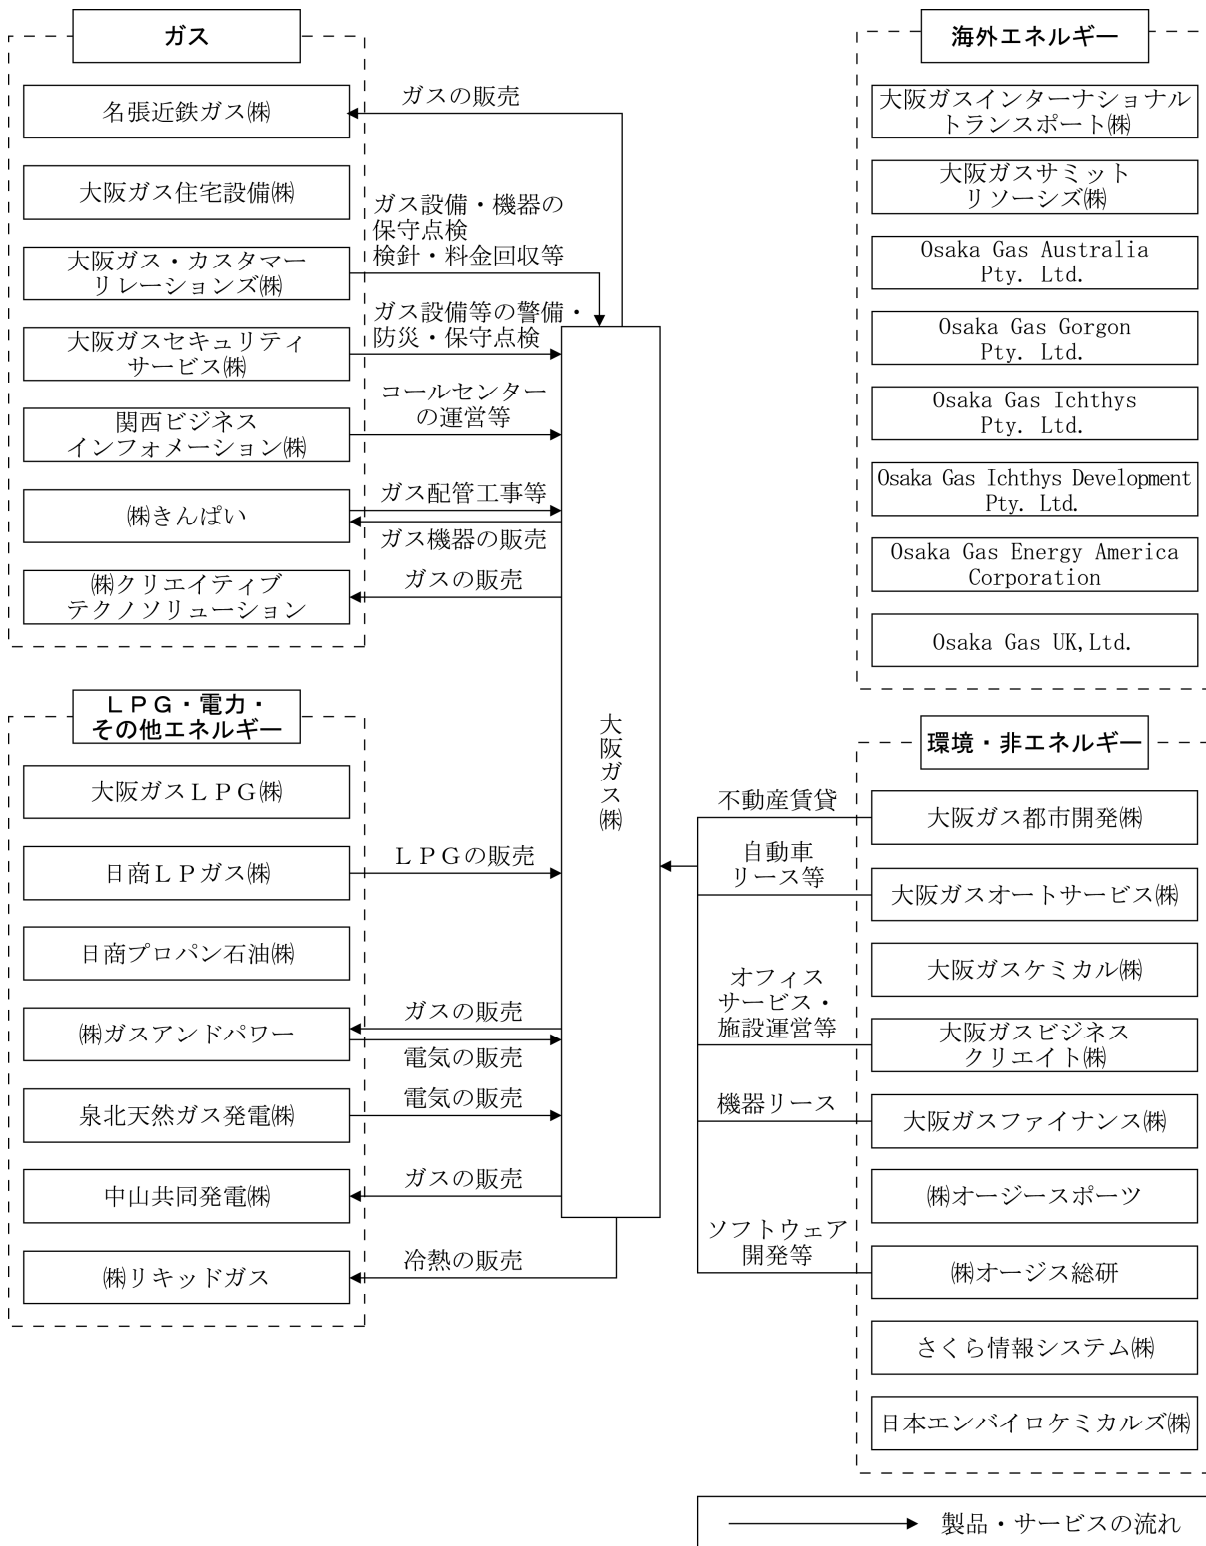 ガス
名張近鉄ガス㈱
大阪ガス住宅設備㈱
大阪ガス・カスタマー
リレーションズ㈱
大阪ガスセキュリティ
サービス㈱
関西ビジネス
インフォメーション㈱
㈱きんぱい
㈱クリエイティブ
テクノソリューション
ガスの販売
ガス設備・機器の
保守点検
検針・料金回収等
ガス設備等の警備・
防災・保守点検
コールセンター
の運営等
ガス配管工事等
ガス機器の販売
ガスの販売
ＬＰＧ・電力・
その他エネルギー
大阪ガスＬＰＧ㈱
日商ＬＰガス㈱
日商プロパン石油㈱
㈱ガスアンドパワー
泉北天然ガス発電㈱
中山共同発電㈱
㈱リキッドガス
ＬＰＧの販売
ガスの販売
電気の販売
電気の販売
ガスの販売
冷熱の販売
大阪ガス㈱
海外エネルギー
大阪ガスインターナショナル
トランスポート㈱
大阪ガスサミット
リソーシズ㈱
Osaka Gas Australia
Pty. Ltd.
Osaka Gas Gorgon
Pty. Ltd.
Osaka Gas Ichthys
Pty. Ltd.
Osaka Gas Ichthys Development
Pty. Ltd.
Osaka Gas Energy America
Corporation
Osaka Gas UK,Ltd.
環境・非エネルギー
不動産賃貸
自動車
リース等
オフィス
サービス・
施設運営等
機器リース
ソフトウェア
開発等
大阪ガス都市開発㈱
大阪ガスオートサービス㈱
大阪ガスケミカル㈱
大阪ガスビジネス
クリエイト㈱
大阪ガスファイナンス㈱
㈱オージースポーツ
㈱オージス総研
さくら情報システム㈱
日本エンバイロケミカルズ㈱
製品・サービスの流れ